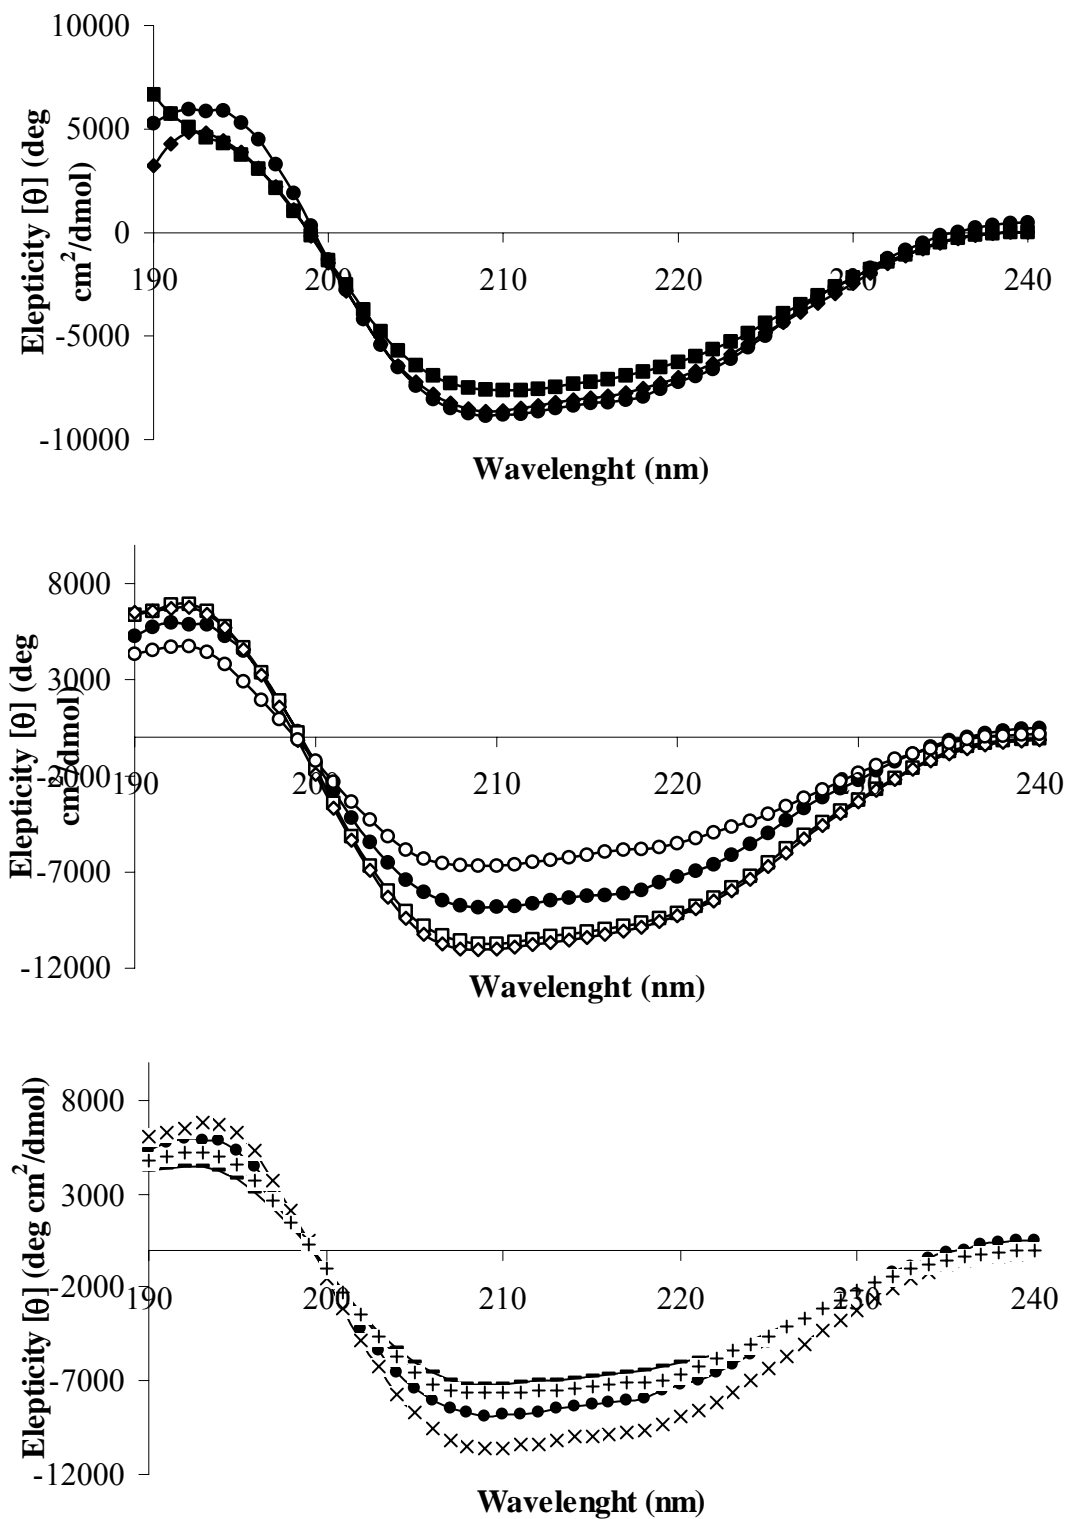 10000
5000
0
-5000
-10000
Elepticity [θ] (deg
cm²/dmol)
190 200 210 220 230 240
Wavelenght (nm)
8000
3000
-2000
-7000
-12000
Elepticity [θ] (deg
cm²/dmol)
190 200 210 220 240
Wavelenght (nm)
8000
3000
-2000
-7000
-12000
Elepticity [θ] (deg cm²/dmol)
190 200 210 220 230 240
Wavelenght (nm)